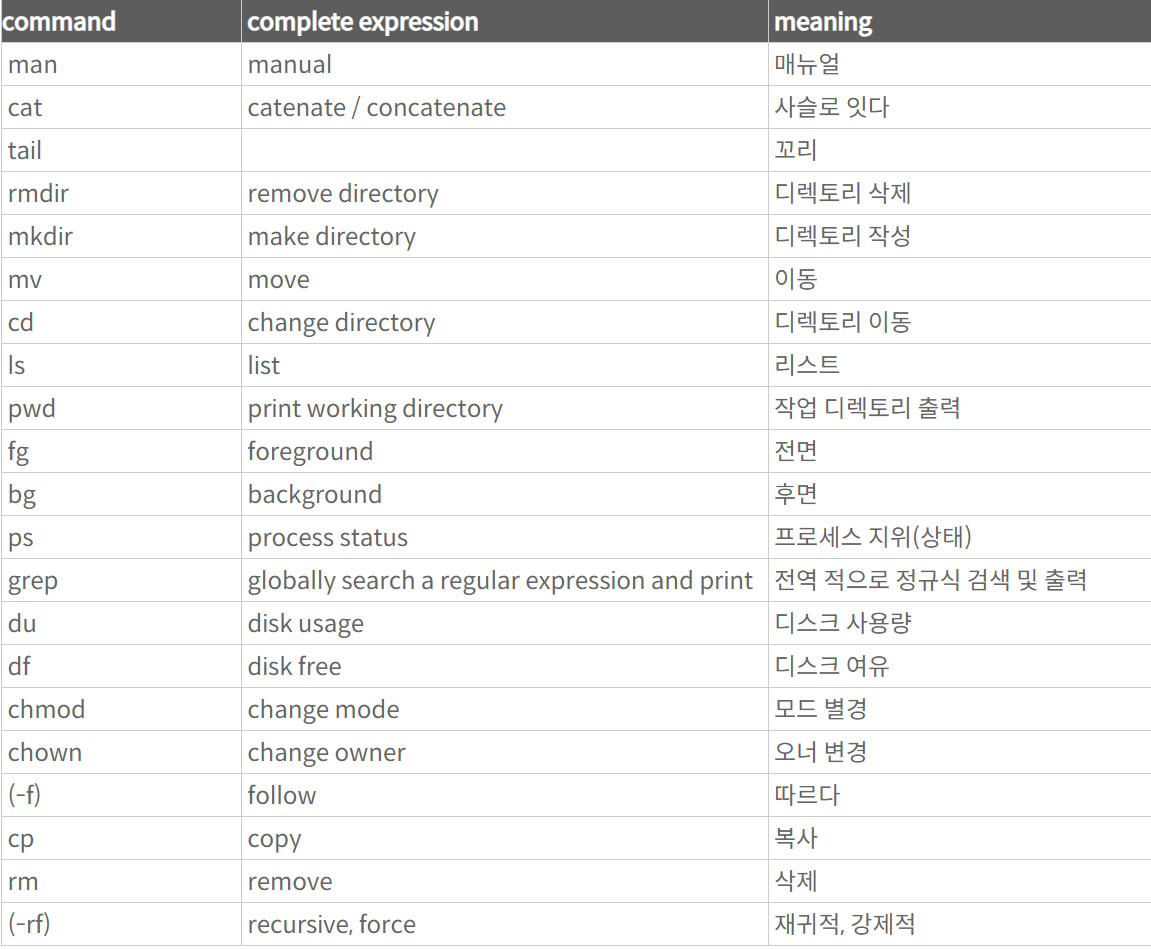 command complete expression meaning
man manual 매뉴얼
cat catenate / concatenate 사슬로 잇다
tail 꼬리
rmdir remove directory 디렉토리 삭제
mkdir make directory 디렉토리 작성
mv move 이동
cd change directory 디렉토리 이동
ls list 리스트
pwd print working directory 작업 디렉토리 출력
fg foreground 전면
bg background 후면
ps process status 프로세스 지위(상태)
grep globally search a regular expression and print 전역 적으로 정규식 검색 및 출력
du disk usage 디스크 사용량
df disk free 디스크 여유
chmod change mode 모드 별경
chown change owner 오너 변경
(-f) follow 따르다
cp copy 복사
rm remove 삭제
(-rf) recursive, force 재귀적, 강제적